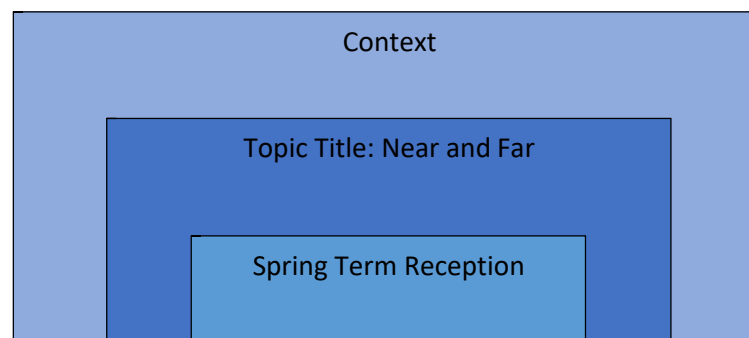 Context
Topic Title: Near and Far
Spring Term Reception